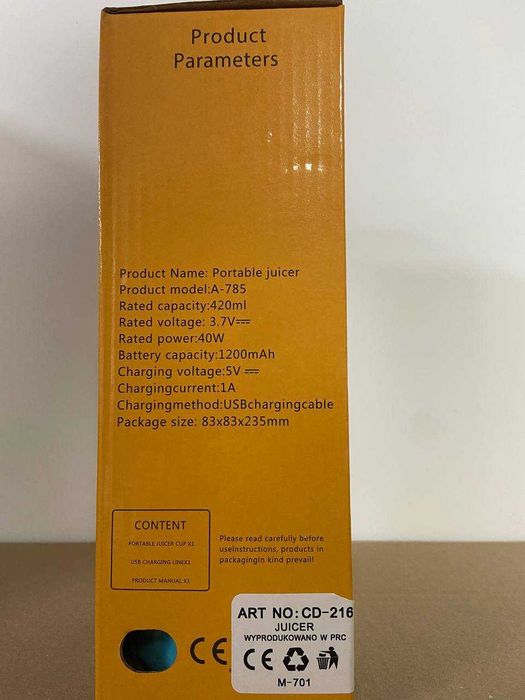 Product
Parameters
Product Name: Portable juicer
Product model:A-785
Rated capacity:420ml
Rated voltage: 3.7V⎓
Rated power:40W
Battery capacity:1200mAh
Charging voltage:5V ⎓
Chargingcurrent:1A
Chargingmethod:USBchargingcable
Package size: 83x83x235mm
CONTENT
PORTABLE JUICER CUP X1
USB CHARGING LINEX1
PRODUCT MANUAL X1
Please read carefully before
useinstructions, products in
packagingin kind prevail!
CE
ART NO:CD-216
JUICER
WYPRODUKOWANO W PRC
CE
M-701